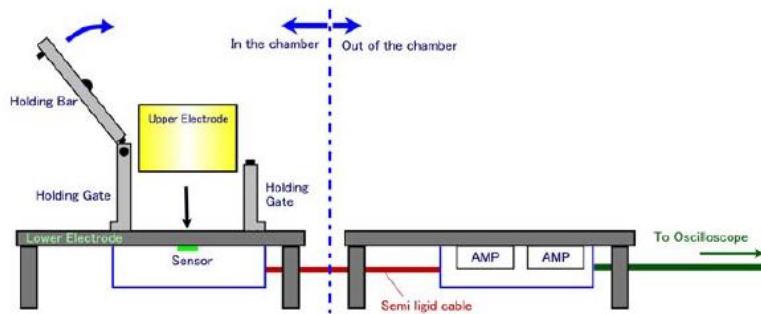 In the chamber
Out of the chamber
Holding Bar
Upper Electrode
Holding Gate
Holding
Gate
Lower Electrode
Sensor
AMP
AMP
To Oscilloscope
Semi ligid cable